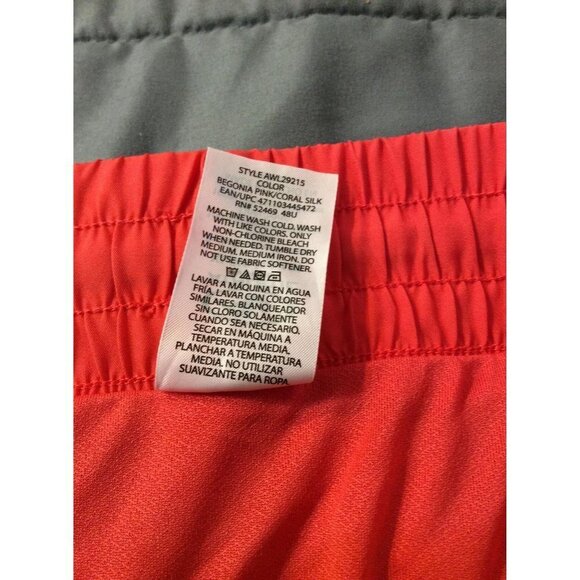 STYLE AWL29215
COLOR
BEGONIA PINK/CORAL SILK
EAN/UPC 471103445472
RN# 52469 48U
MACHINE WASH COLD. WASH
WITH LIKE COLORS. ONLY
NON-CHLORINE BLEACH
WHEN NEEDED. TUMBLE DRY
MEDIUM. MEDIUM IRON. DO
NOT USE FABRIC SOFTENER.
LAVAR A MÁQUINA EN AGUA
FRÍA. LAVAR CON COLORES
SIMILARES. BLANQUEADOR
SIN CLORO SOLAMENTE
CUANDO SEA NECESARIO.
SECAR EN MÁQUINA A
TEMPERATURA MEDIA.
PLANCHAR A TEMPERATURA
MEDIA. NO UTILIZAR
SUAVIZANTE PARA ROPA.